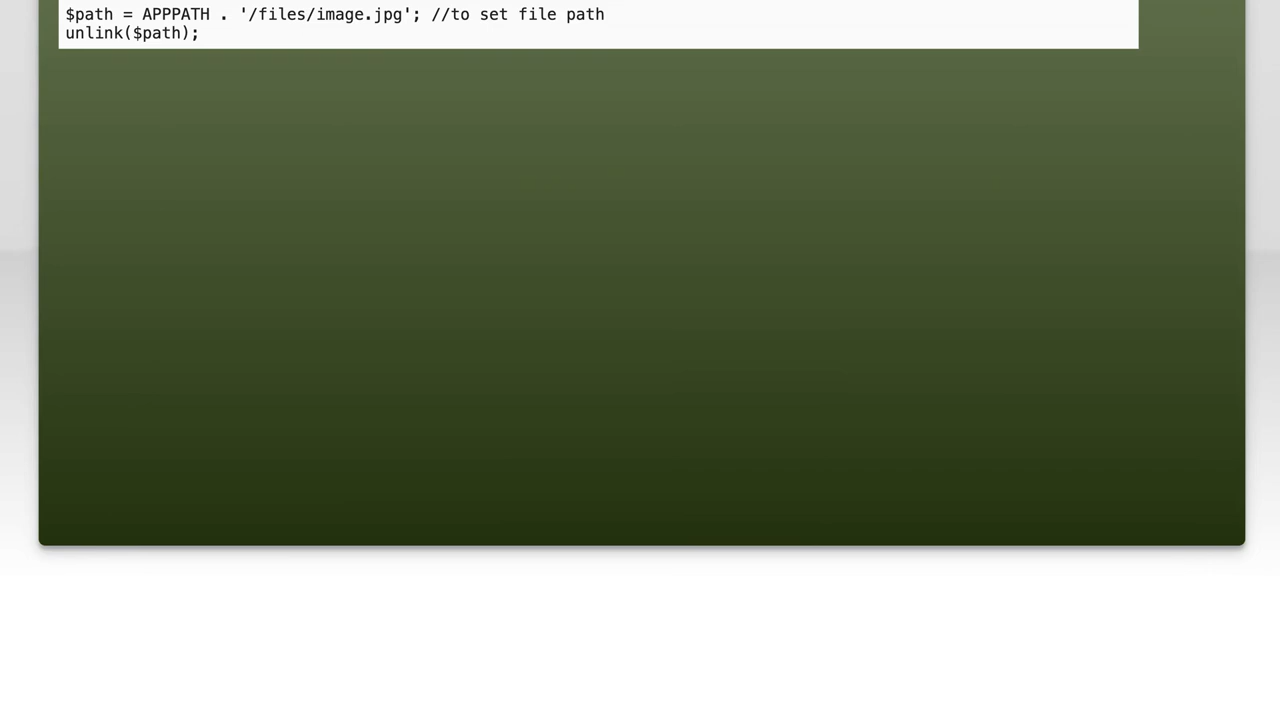 $path = APPPATH . '/files/image.jpg'; //to set file path
unlink($path);